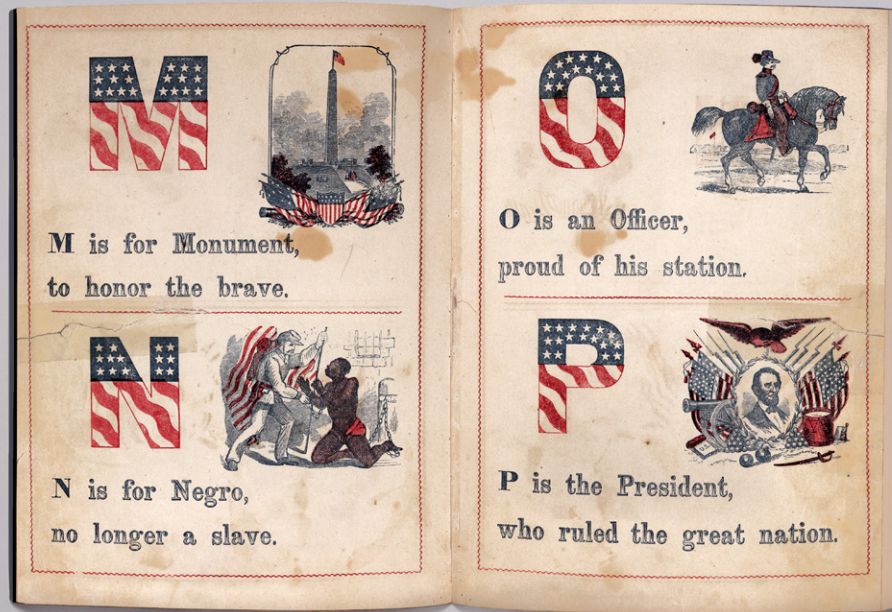 M
M is for Monument,
to honor the brave.
N
N is for Negro,
no longer a slave.
O
O is an Officer,
proud of his station.
P
P is the President,
who ruled the great nation.